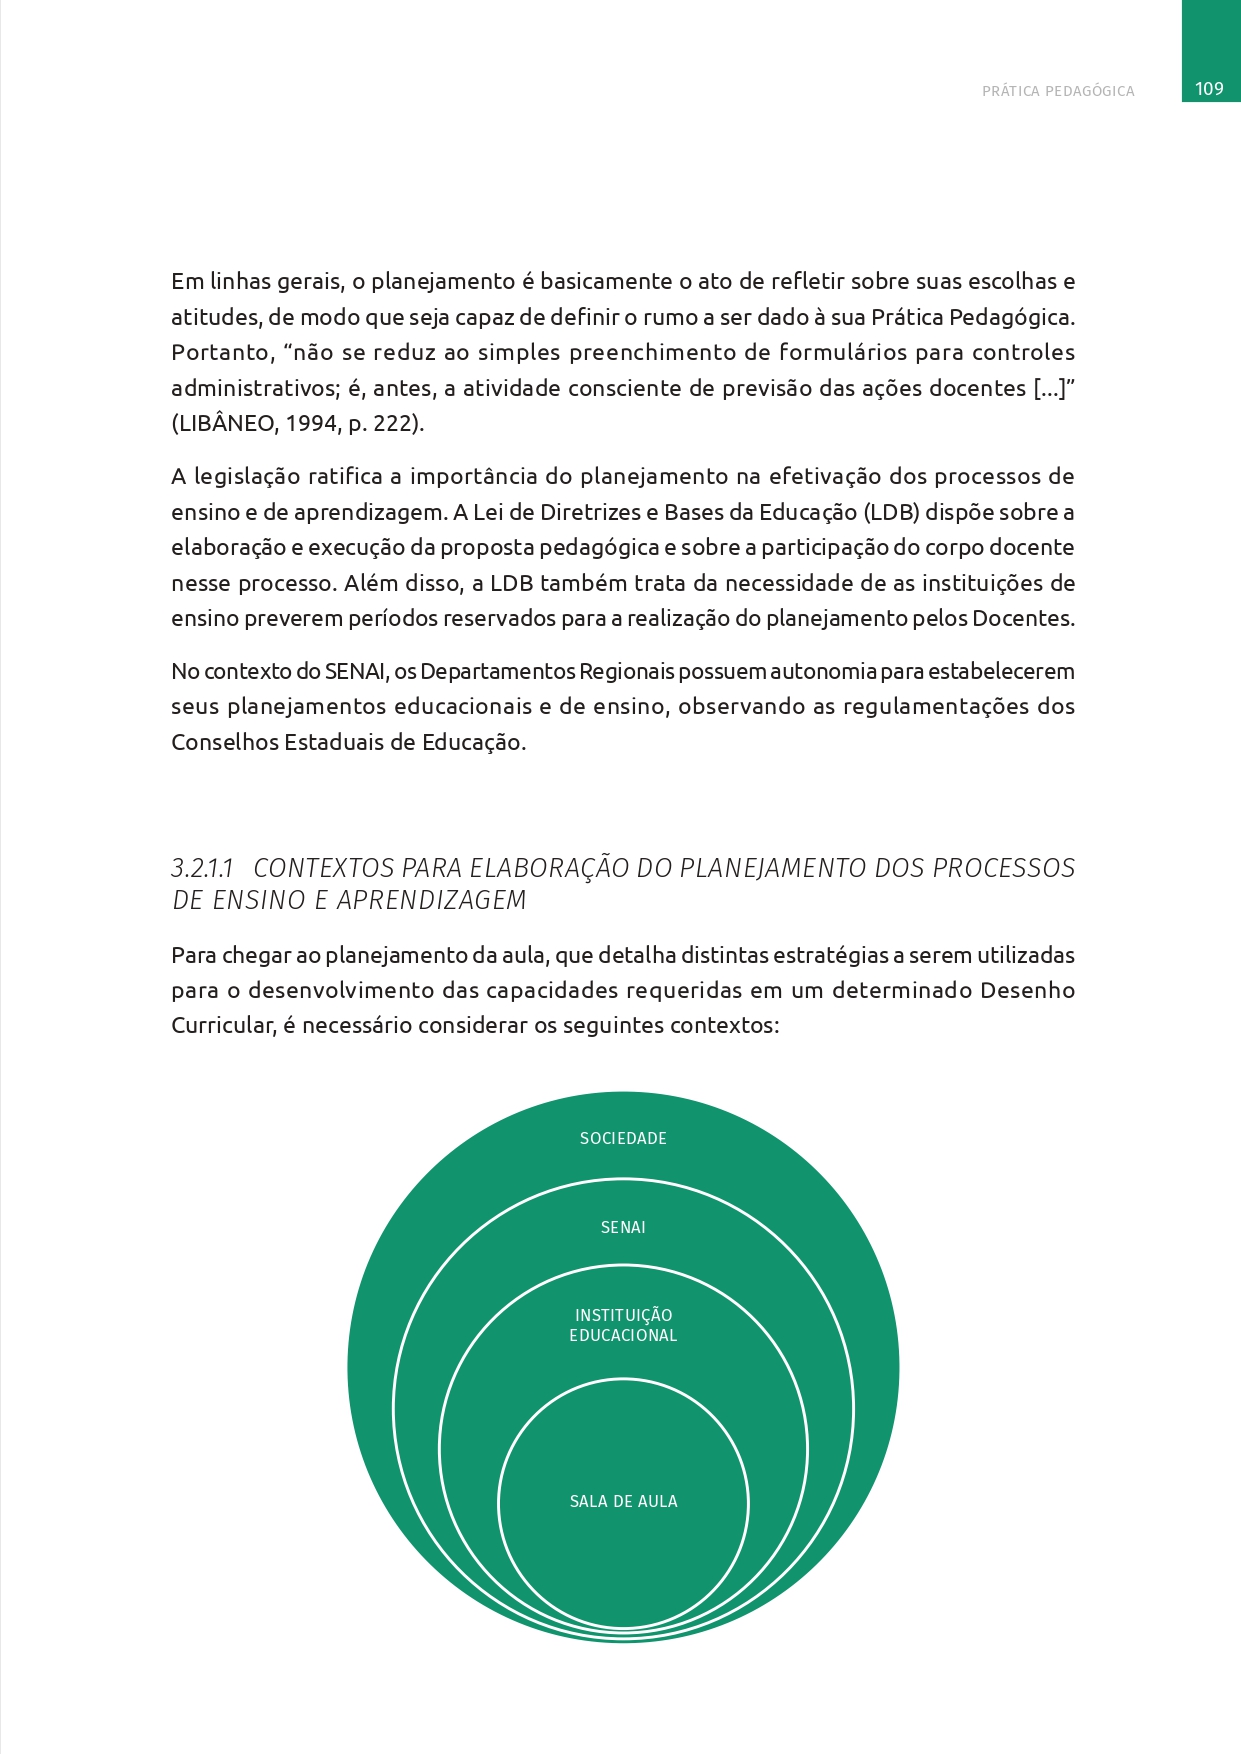 PRÁTICA PEDAGÓGICA
109
Em linhas gerais, o planejamento é basicamente o ato de refletir sobre suas escolhas e
atitudes, de modo que seja capaz de definir o rumo a ser dado à sua Prática Pedagógica.
Portanto, “não se reduz ao simples preenchimento de formulários para controles
administrativos; é, antes, a atividade consciente de previsão das ações docentes [...]”
(LIBÂNEO, 1994, p. 222).
A legislação ratifica a importância do planejamento na efetivação dos processos de
ensino e de aprendizagem. A Lei de Diretrizes e Bases da Educação (LDB) dispõe sobre a
elaboração e execução da proposta pedagógica e sobre a participação do corpo docente
nesse processo. Além disso, a LDB também trata da necessidade de as instituições de
ensino preverem períodos reservados para a realização do planejamento pelos Docentes.
No contexto do SENAI, os Departamentos Regionais possuem autonomia para estabelecerem
seus planejamentos educacionais e de ensino, observando as regulamentações dos
Conselhos Estaduais de Educação.
3.2.1.1 CONTEXTOS PARA ELABORAÇÃO DO PLANEJAMENTO DOS PROCESSOS
DE ENSINO E APRENDIZAGEM
Para chegar ao planejamento da aula, que detalha distintas estratégias a serem utilizadas
para o desenvolvimento das capacidades requeridas em um determinado Desenho
Curricular, é necessário considerar os seguintes contextos:
SOCIEDADE
SENAI
INSTITUIÇÃO
EDUCACIONAL
SALA DE AULA